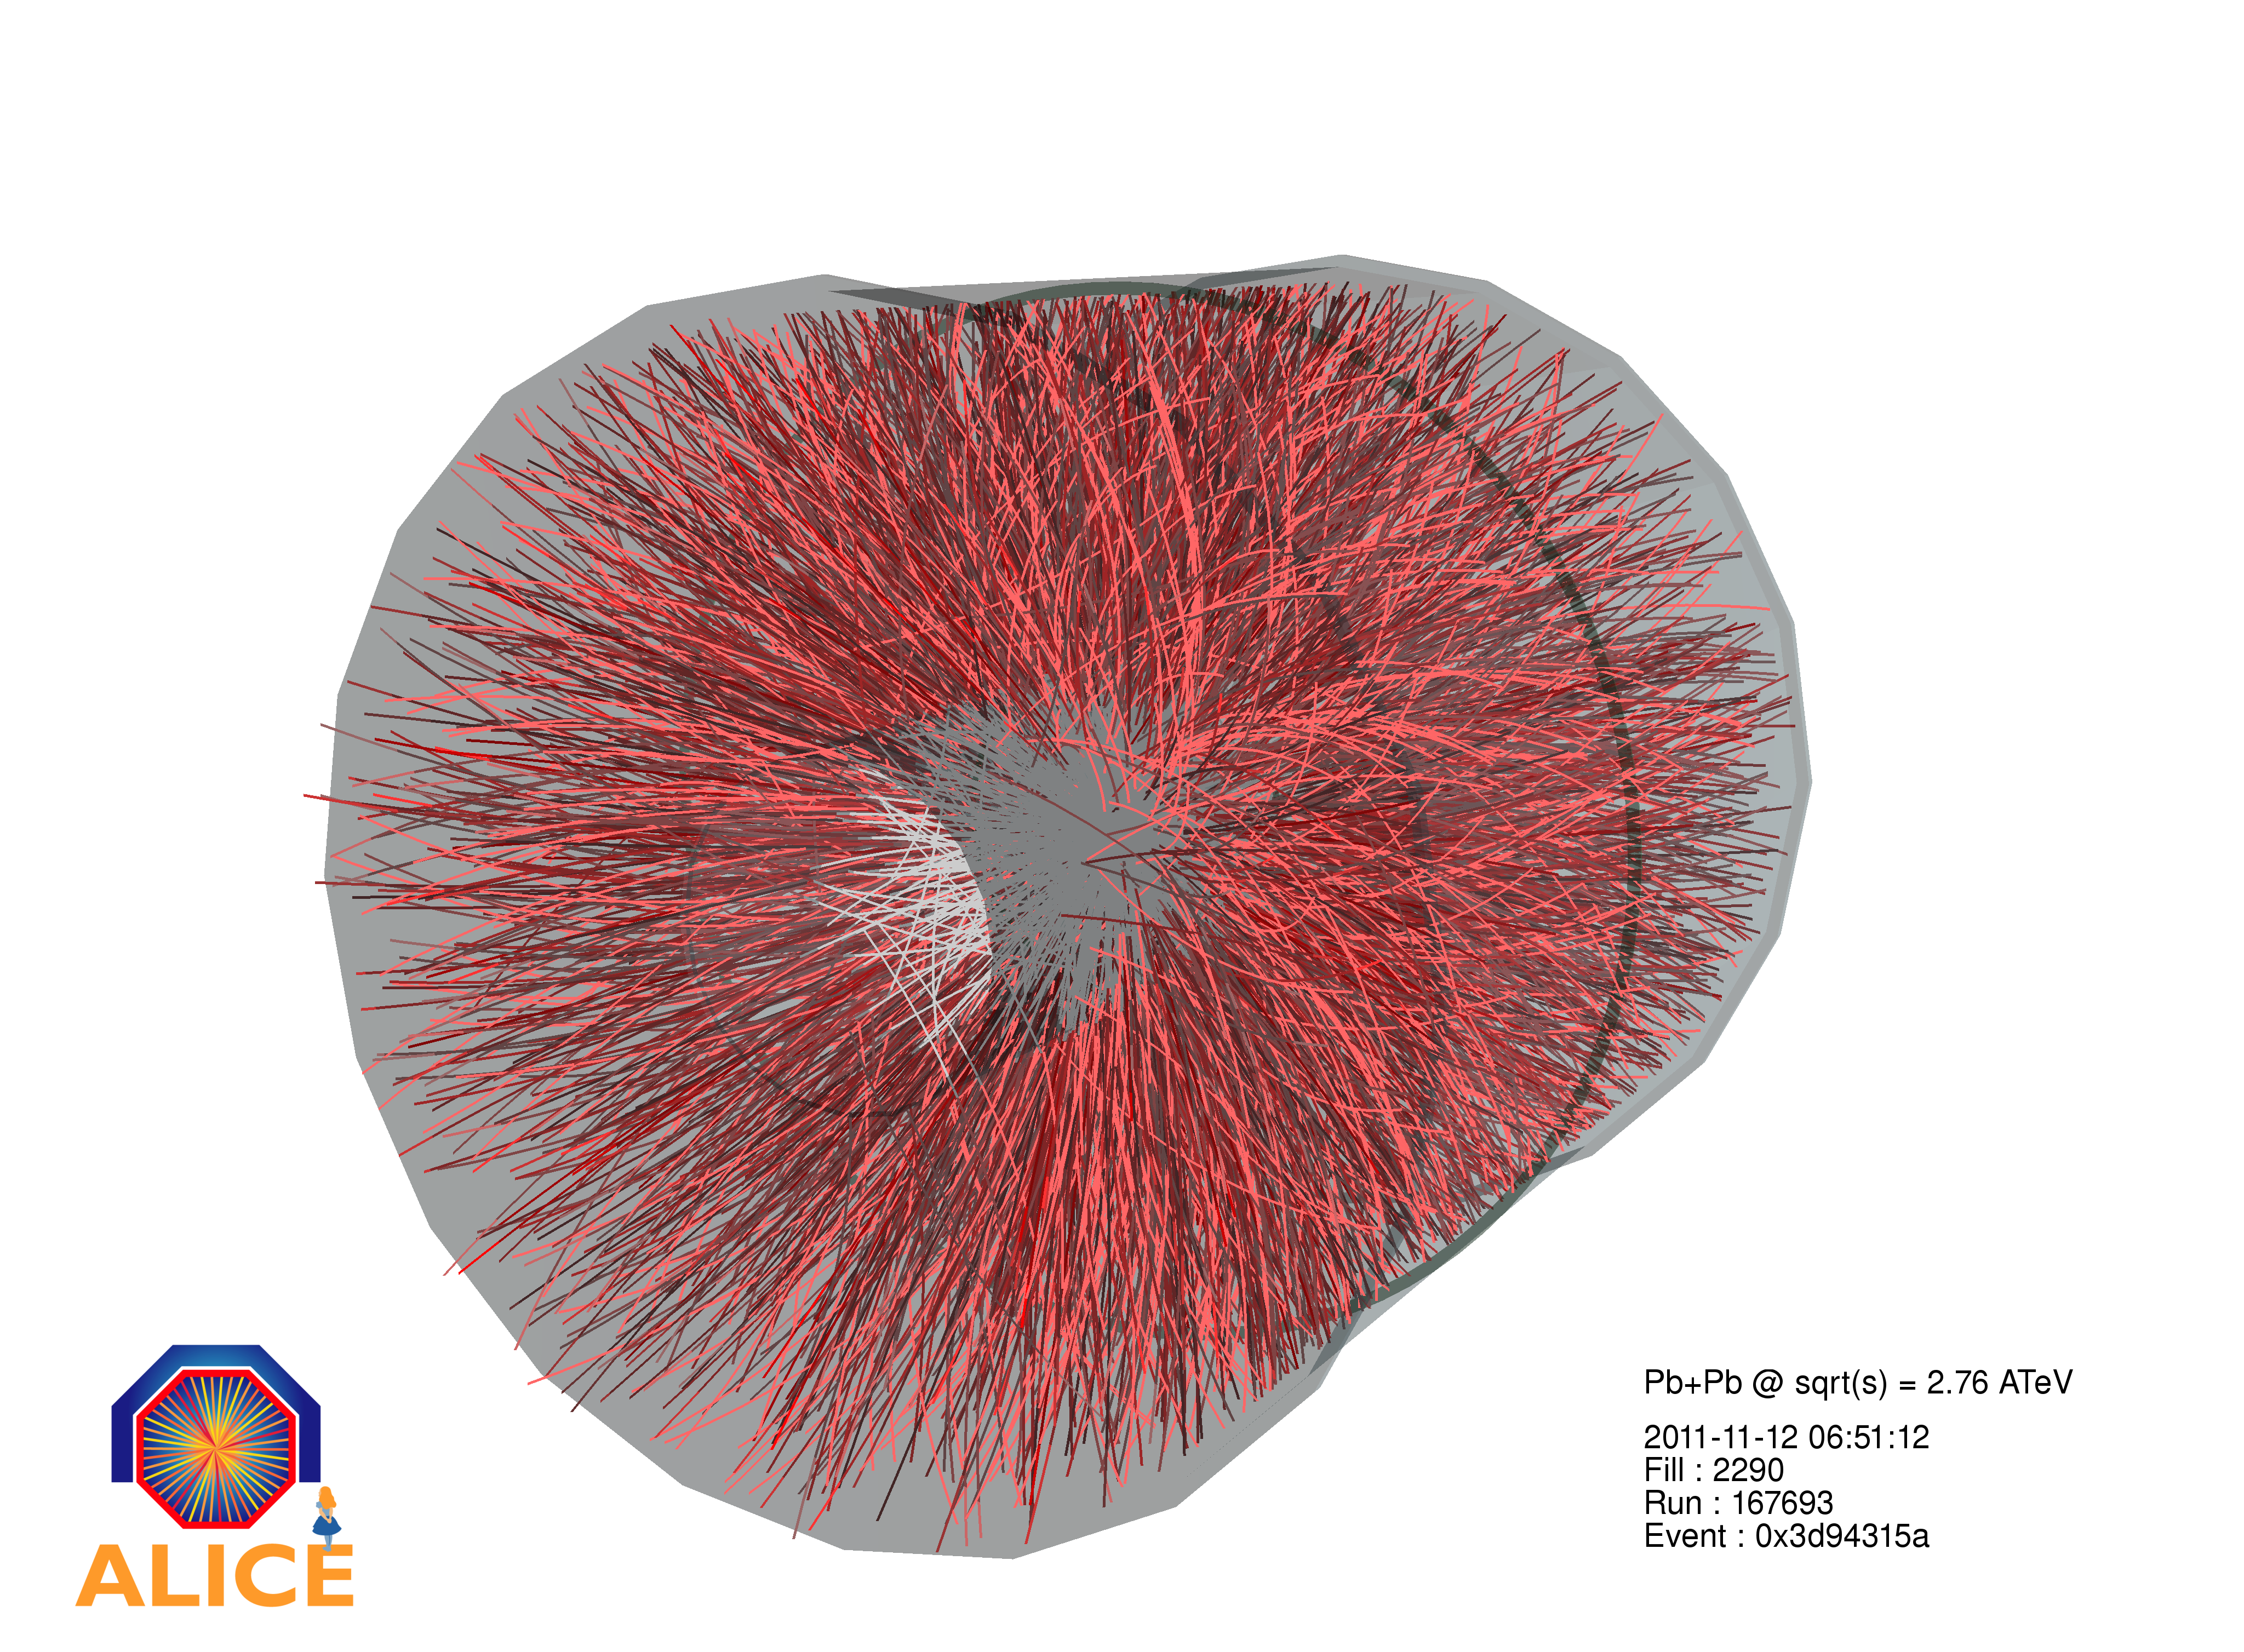 Pb+Pb @ sqrt(s) = 2.76 ATeV
2011-11-12 06:51:12
Fill : 2290
Run : 167693
Event : 0x3d94315a
ALICE